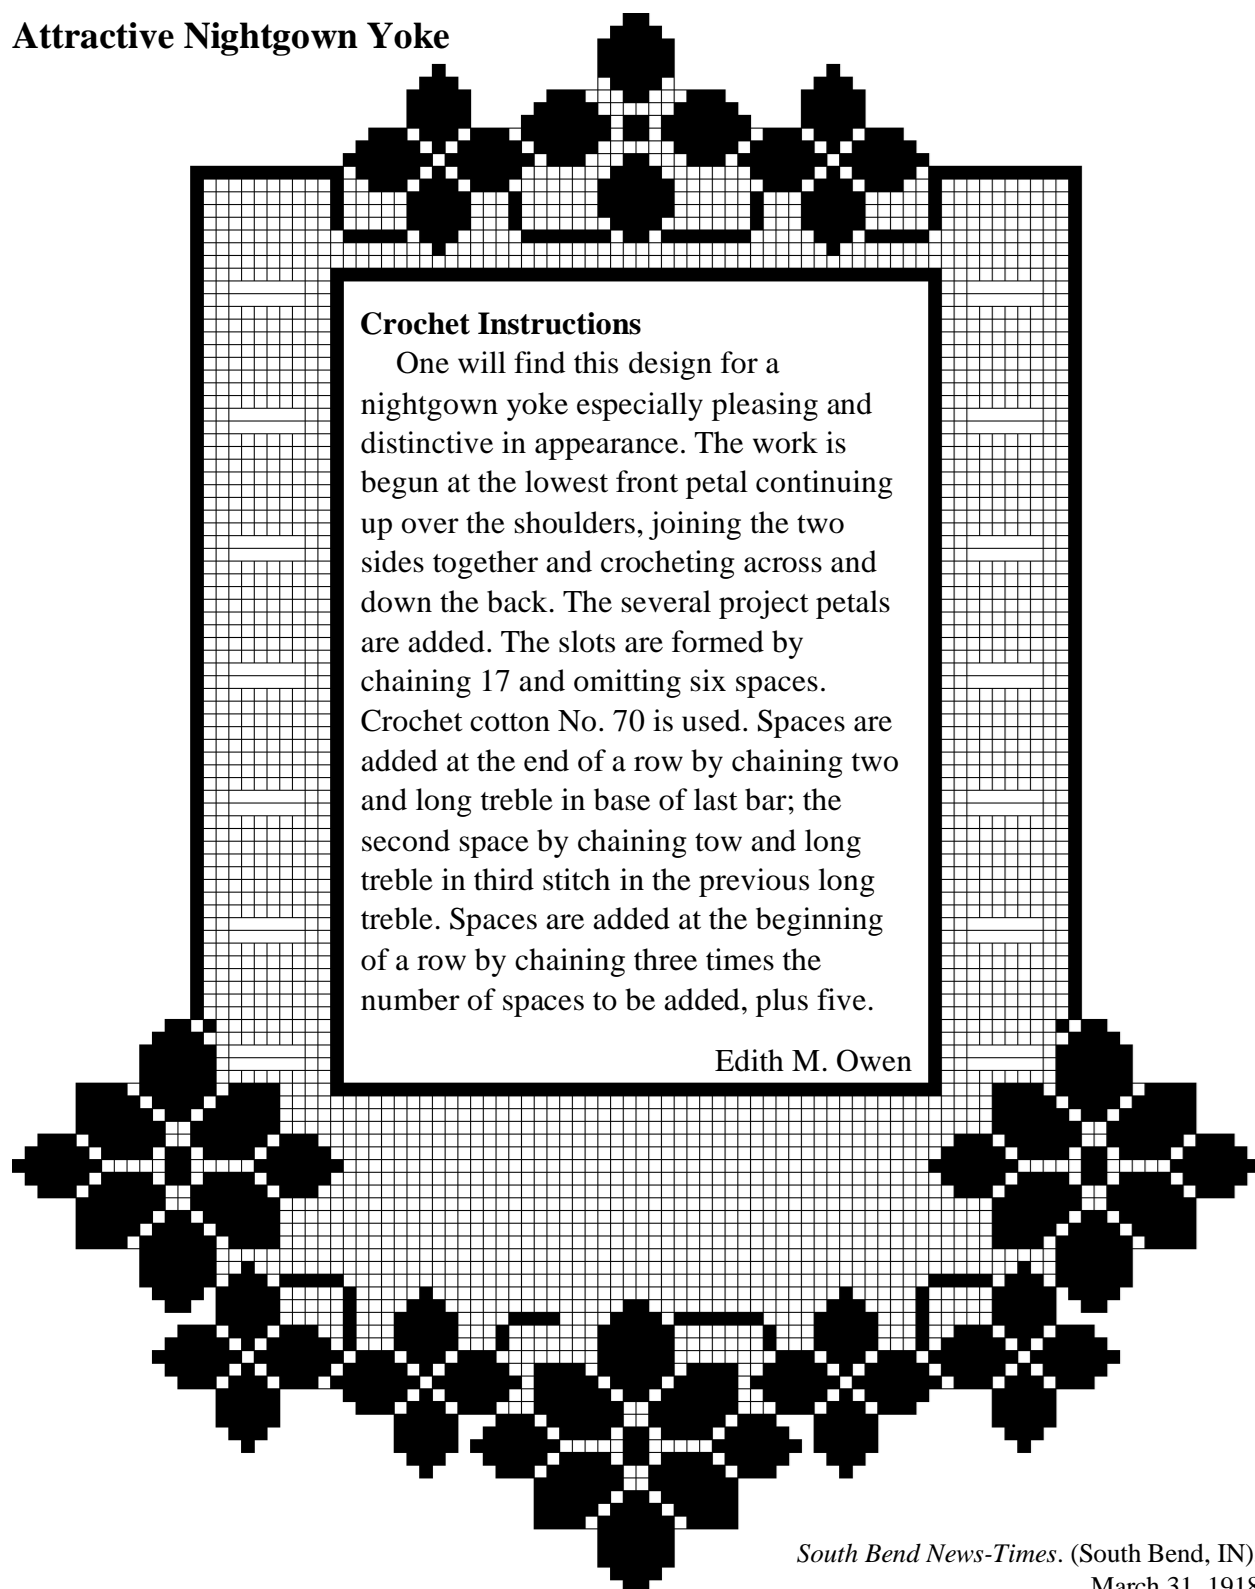 Attractive Nightgown Yoke
Crochet Instructions
One will find this design for a
nightgown yoke especially pleasing and
distinctive in appearance. The work is
begun at the lowest front petal continuing
up over the shoulders, joining the two
sides together and crocheting across and
down the back. The several project petals
are added. The slots are formed by
chaining 17 and omitting six spaces.
Crochet cotton No. 70 is used. Spaces are
added at the end of a row by chaining two
and long treble in base of last bar; the
second space by chaining tow and long
treble in third stitch in the previous long
treble. Spaces are added at the beginning
of a row by chaining three times the
number of spaces to be added, plus five.
Edith M. Owen
South Bend News-Times. (South Bend, IN)
March 31, 1918